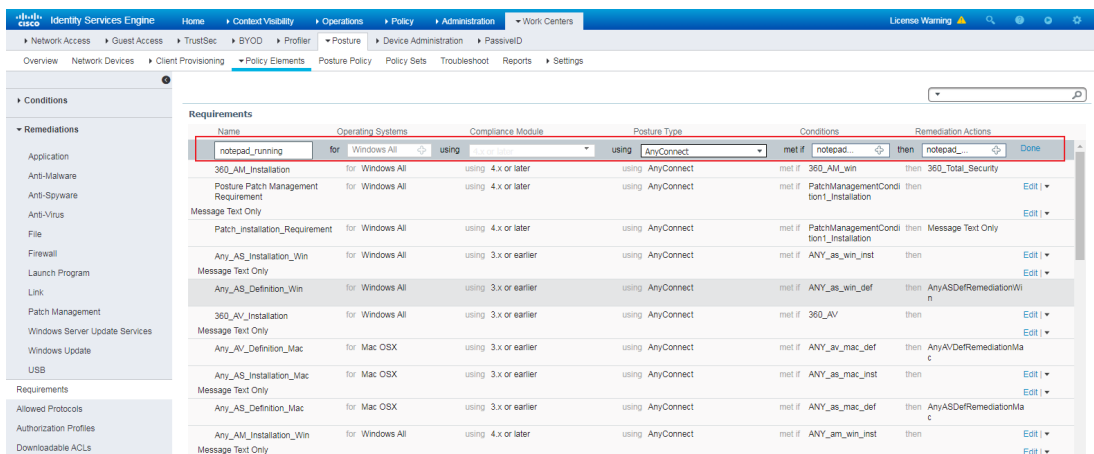 cisco Identity Services Engine Home Context Visibility Operations Policy Administration Work Centers License Warning
Network Access Guest Access TrustSec BYOD Profiler Posture Device Administration PassiveID
Overview Network Devices Client Provisioning Policy Elements Posture Policy Policy Sets Troubleshoot Reports Settings
Conditions
Remediations
Application
Anti-Malware
Anti-Spyware
Anti-Virus
File
Firewall
Launch Program
Link
Patch Management
Windows Server Update Services
Windows Update
USB
Requirements
Allowed Protocols
Authorization Profiles
Downloadable ACLs
Requirements
Name Operating Systems Compliance Module Posture Type Conditions Remediation Actions
notepad_running for Windows All using 4.x or later using AnyConnect met if notepad... then notepad_... Done
360_AM_Installation for Windows All using 4.x or later using AnyConnect met if 360_AM_win then 360_Total_Security
Posture Patch Management for Windows All using 4.x or later using AnyConnect met if PatchManagementCondi then Edit |
Requirement tion1_Installation
Message Text Only Edit |
Patch_installation_Requirement for Windows All using 4.x or later using AnyConnect met if PatchManagementCondi then Message Text Only
tion1_Installation
Any_AS_Installation_Win for Windows All using 3.x or earlier using AnyConnect met if ANY_as_win_inst then Edit |
Message Text Only Edit |
Any_AS_Definition_Win for Windows All using 3.x or earlier using AnyConnect met if ANY_as_win_def then AnyASDefRemediationWi
n
360_AV_Installation for Windows All using 3.x or earlier using AnyConnect met if 360_AV then Edit |
Message Text Only Edit |
Any_AV_Definition_Mac for Mac OSX using 3.x or earlier using AnyConnect met if ANY_av_mac_def then AnyAVDefRemediationMa
c
Any_AS_Installation_Mac for Mac OSX using 3.x or earlier using AnyConnect met if ANY_as_mac_inst then Edit |
Message Text Only Edit |
Any_AS_Definition_Mac for Mac OSX using 3.x or earlier using AnyConnect met if ANY_as_mac_def then AnyASDefRemediationMa
c
Any_AM_Installation_Win for Windows All using 4.x or later using AnyConnect met if ANY_am_win_inst then Edit |
Message Text Only Edit |